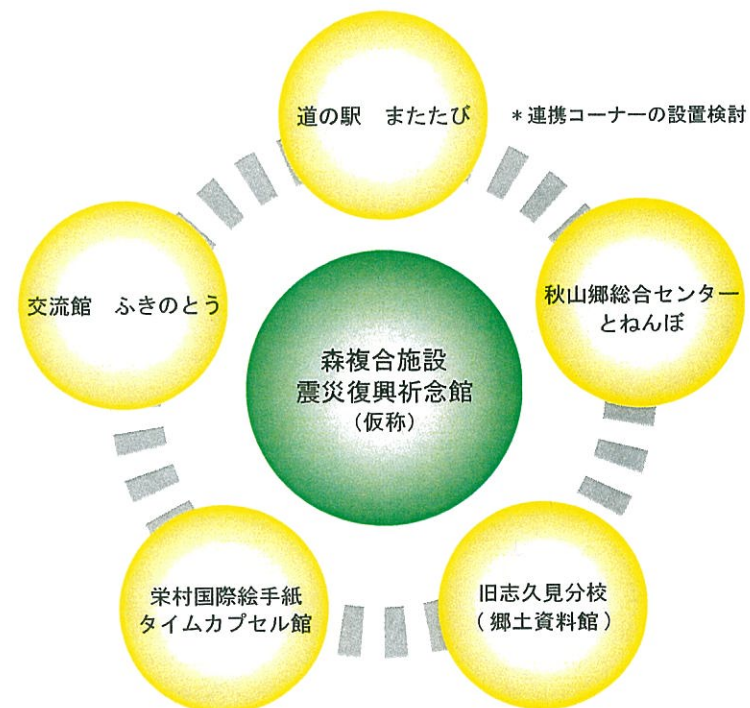 道の駅　またたび
＊連携コーナーの設置検討
交流館　ふきのとう
秋山郷総合センター
とねんぼ
森複合施設
震災復興祈念館
（仮称）
栄村国際絵手紙
タイムカプセル館
旧志久見分校
（郷土資料館）